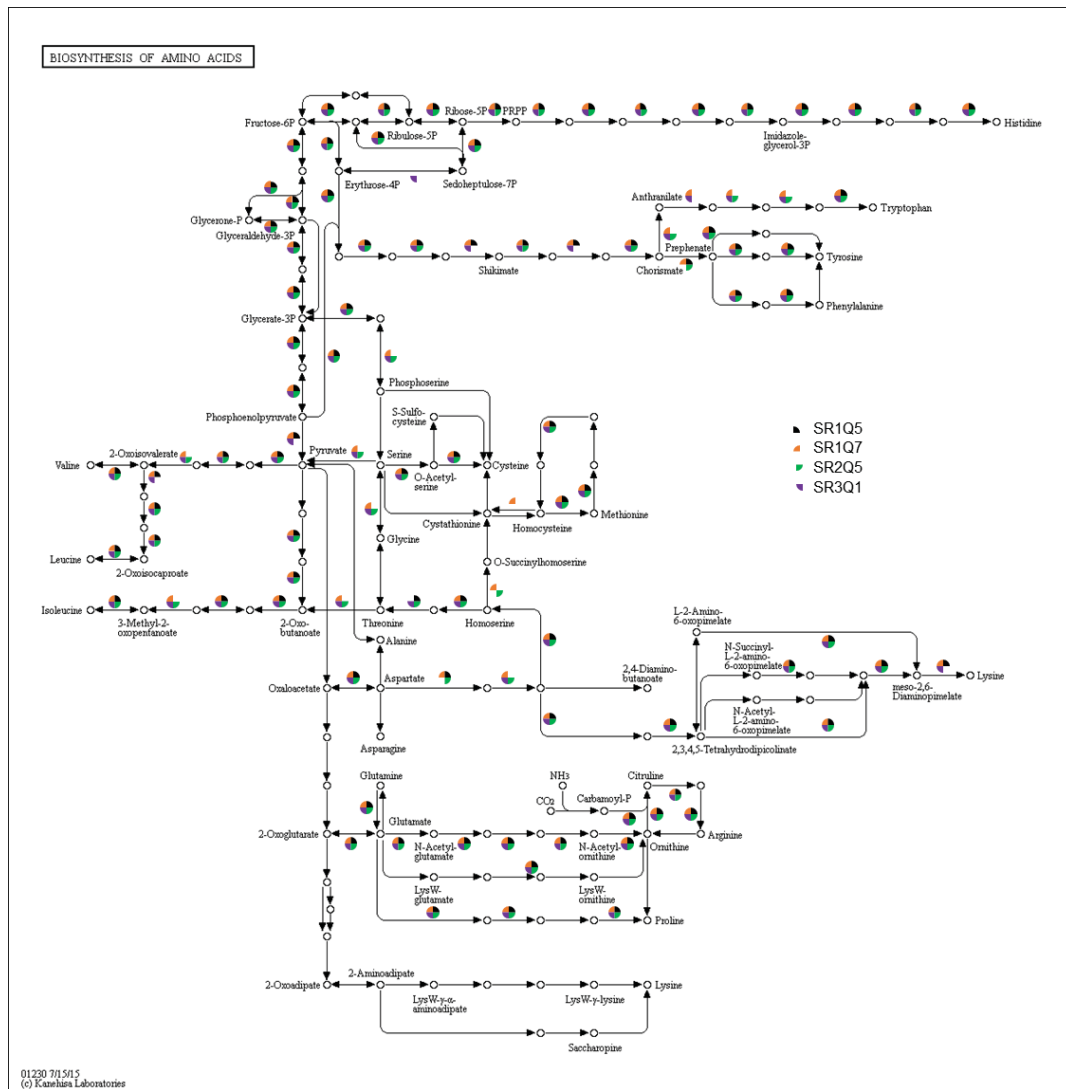 BIOSYNTHESIS OF AMINO ACIDS
Ribose-5P
PRPP
Fructose-6P
Ribulose-5P
Imidazole-
glycerol-3P
Histidine
Erythrose-4P
Sedoheptulose-7P
Anthranilate
Tryptophan
Glycerone-P
Glyceraldehyde-3P
Prephenate
Shikimate
Chorismate
Tyrosine
Phenylalanine
Glycerate-3P
Phosphoserine
Phosphoenolpyruvate
S-Sulfo-
cysteine
SR1Q5
SR1Q7
SR2Q5
SR3Q1
2-Oxoisovalerate
Pyruvate
Valine
Serine
O-Acetyl-
serine
Cysteine
Cystathionine
Homocysteine
Methionine
Glycine
Leucine
2-Oxoisocaproate
O-Succinylhomoserine
Isoleucine
3-Methyl-2-
oxopentanoate
2-Oxo-
butanoate
Threonine
Homoserine
L-2-Amino-
6-oxopimelate
Alanine
N-Succinyl-
L-2-amino-
6-oxopimelate
2,4-Diamino-
butanoate
Oxaloacetate
Aspartate
Lysine
meso-2,6-
Diaminopimelate
N-Acetyl-
L-2-amino-
6-oxopimelate
Asparagine
2,3,4,5-Tetrahydrodipicolinate
Glutamine
NH3
Citruline
CO2
Carbamoyl-P
2-Oxoglutarate
Glutamate
N-Acetyl-
glutamate
N-Acetyl-
ornithine
Ornithine
Arginine
LysW-
glutamate
LysW-
ornithine
Proline
2-Oxoadipate
2-Aminoadipate
LysW-γ-α-
aminoadipate
LysW-γ-lysine
Lysine
Saccharopine
01230 7/15/15
(c) Kanehisa Laboratories